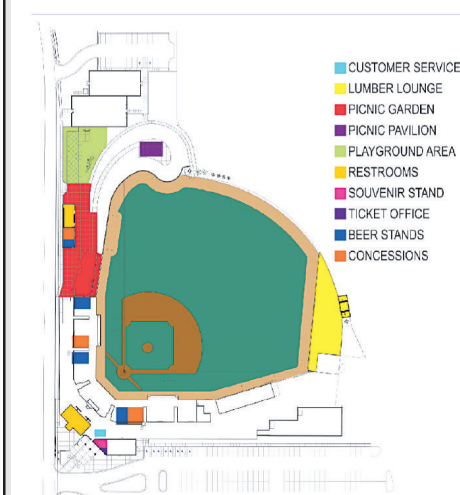 CUSTOMER SERVICE
LUMBER LOUNGE
PICNIC GARDEN
PICNIC PAVILION
PLAYGROUND AREA
RESTROOMS
SOUVENIR STAND
TICKET OFFICE
BEER STANDS
CONCESSIONS